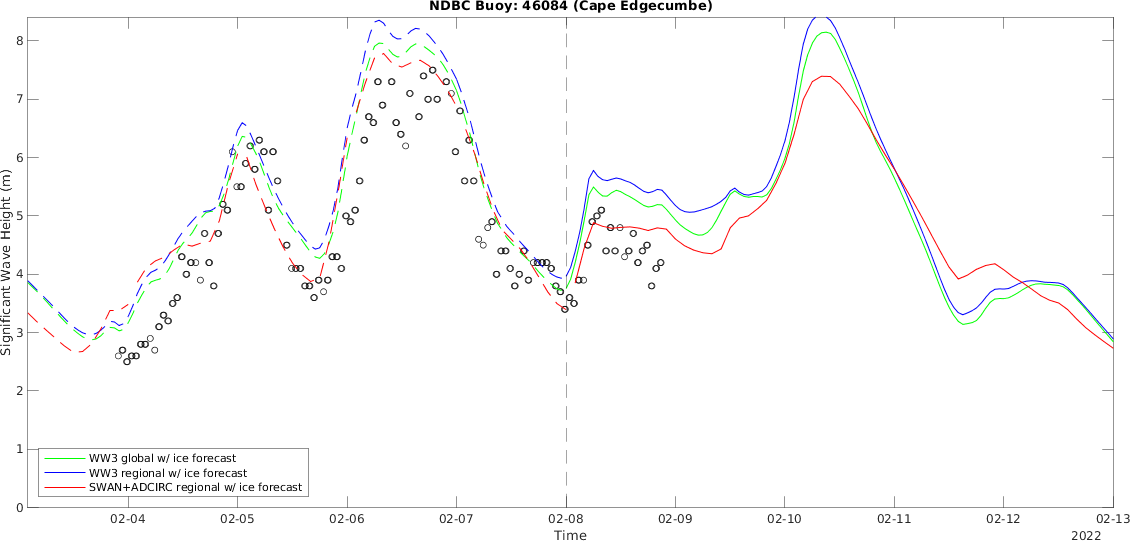 NDBC Buoy: 46084 (Cape Edgecumbe)
Significant Wave Height (m)
8
7
6
5
4
3
2
1
0
WW3 global w/ ice forecast
WW3 regional w/ ice forecast
SWAN+ADCIRC regional w/ ice forecast
02-04 02-05 02-06 02-07 02-08 02-09 02-10 02-11 02-12 02-13
Time
2022